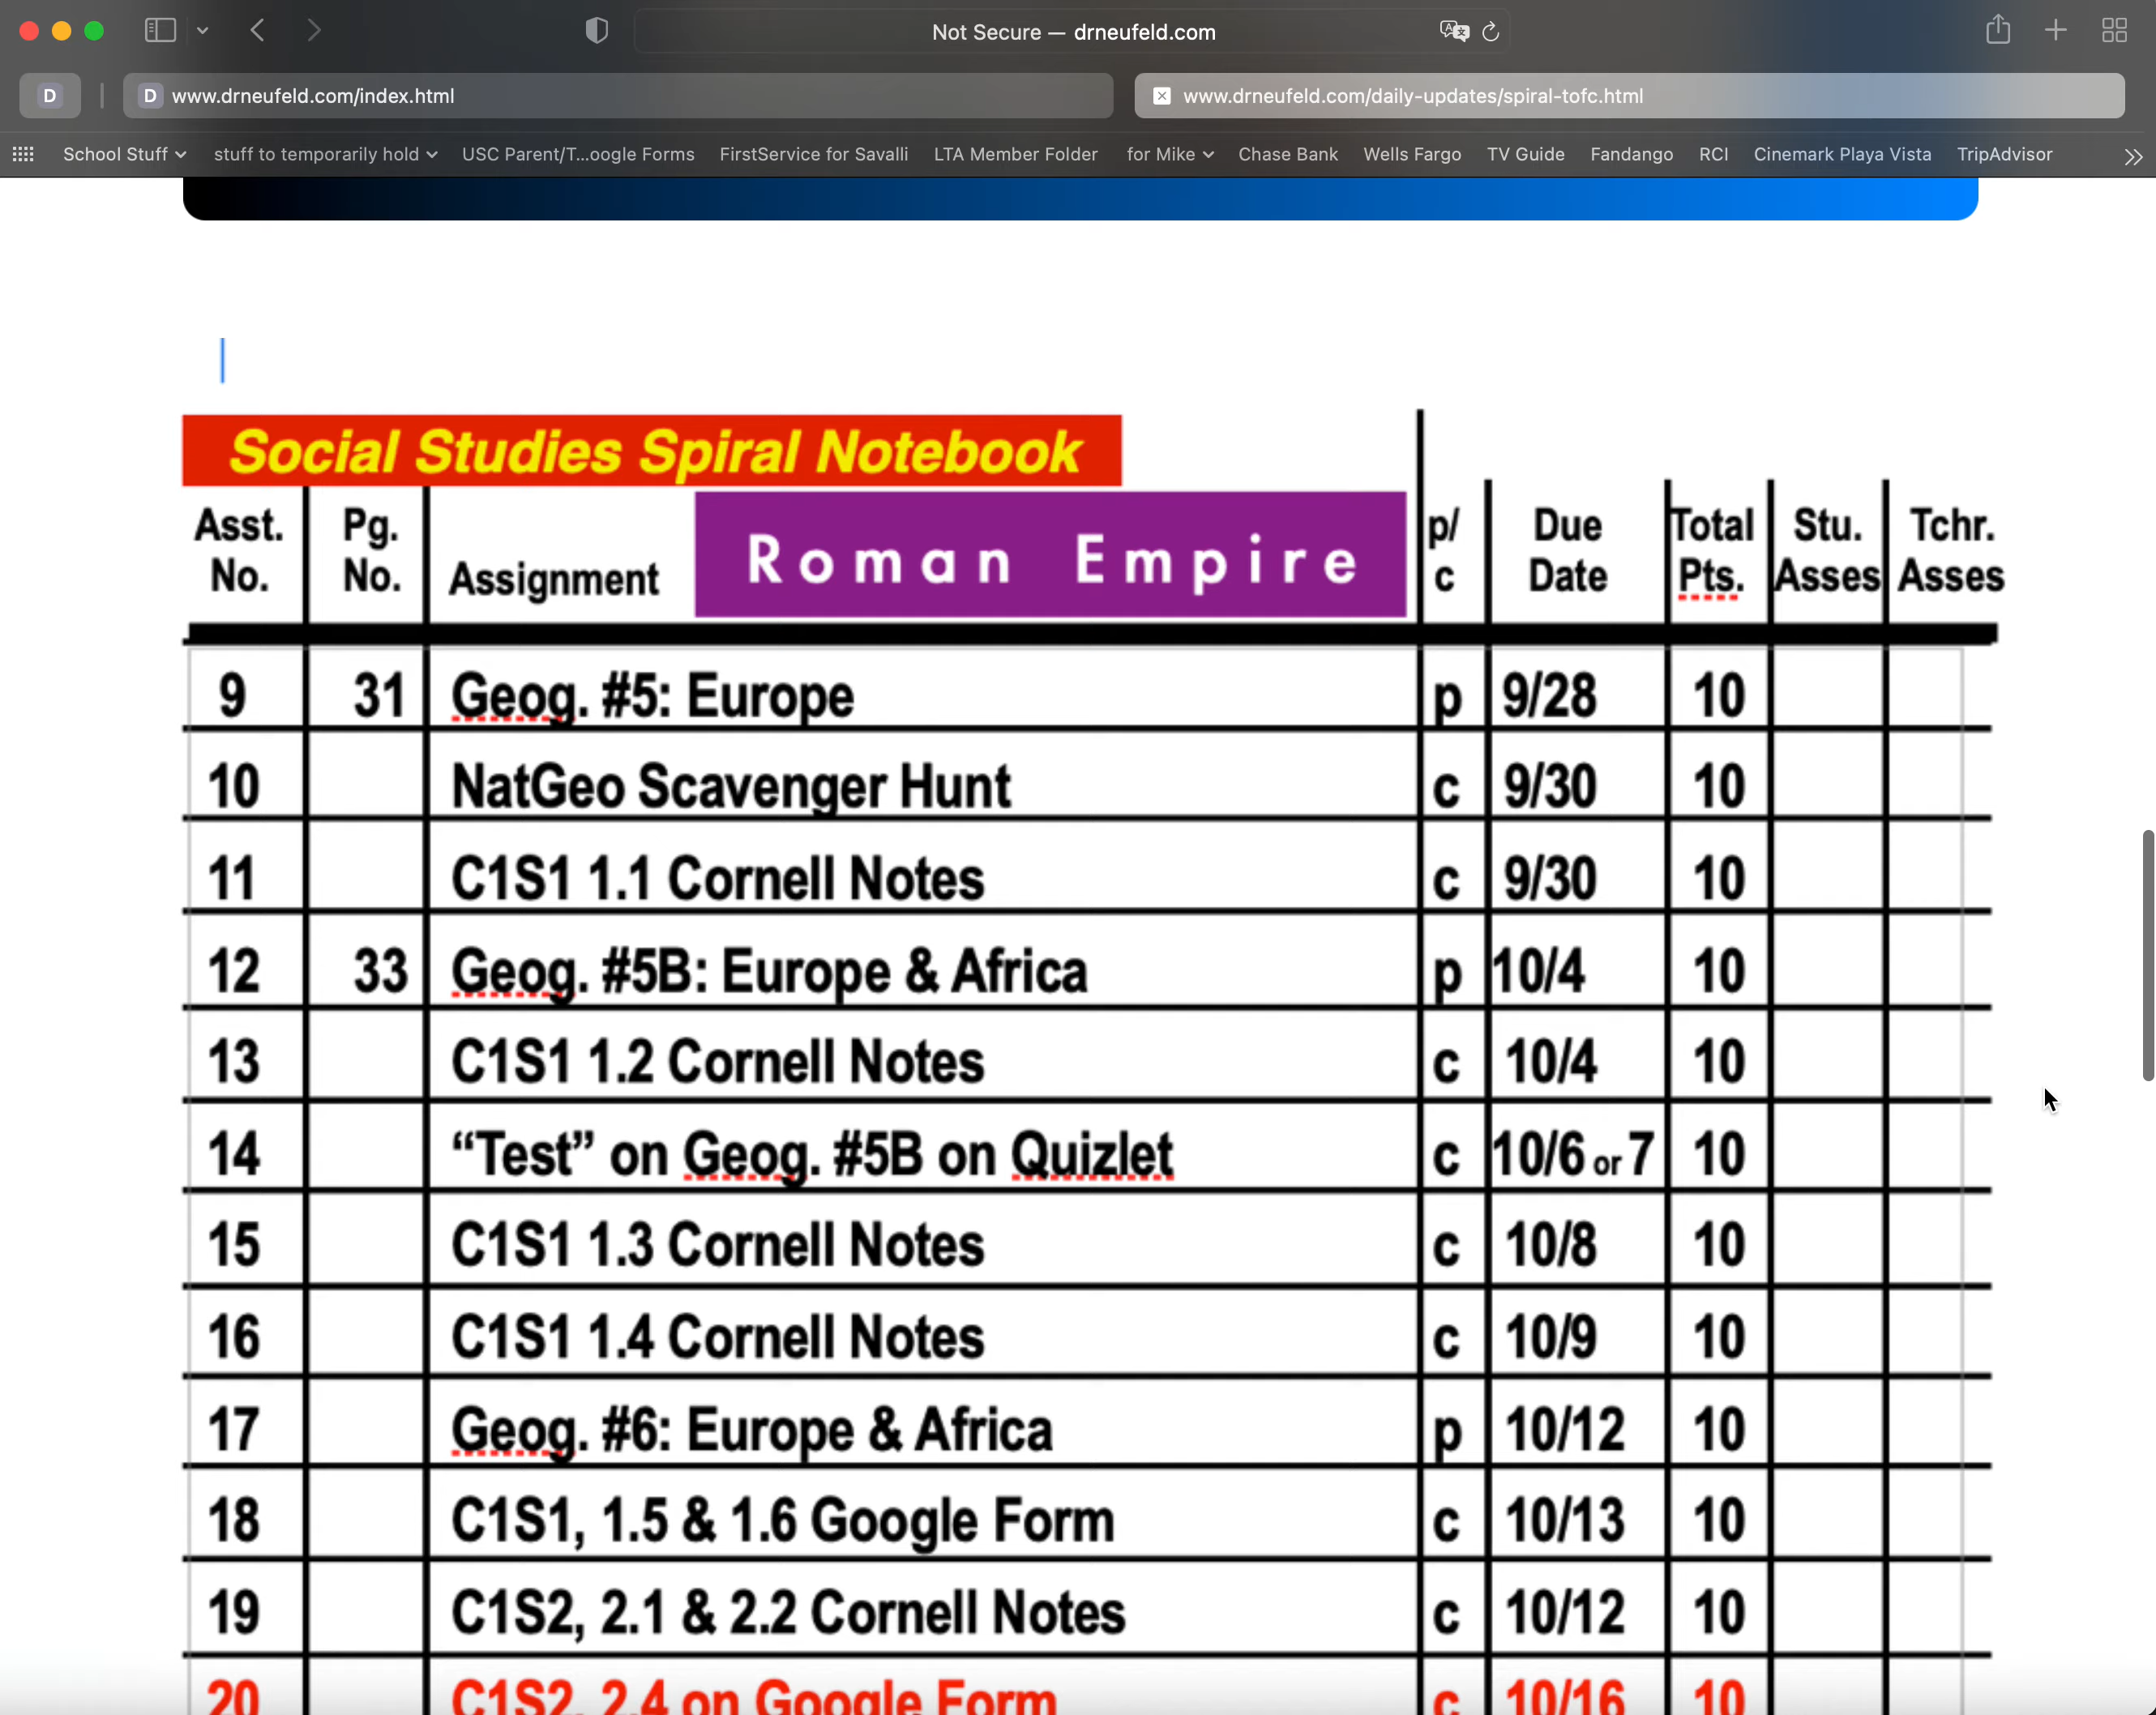 Not Secure — drneufeld.com
D
D www.drneufeld.com/index.html
www.drneufeld.com/daily-updates/spiral-tofc.html
School Stuff stuff to temporarily hold USC Parent/T...oogle Forms FirstService for Savalli LTA Member Folder for Mike Chase Bank Wells Fargo TV Guide Fandango RCI Cinemark Playa Vista TripAdvisor
Social Studies Spiral Notebook
Asst. No. Pg. No. Assignment Roman Empire p/c Due Date Total Pts. Stu. Asses Tchr. Asses
9 31 Geog. #5: Europe p 9/28 10
10 NatGeo Scavenger Hunt c 9/30 10
11 C1S1 1.1 Cornell Notes c 9/30 10
12 33 Geog. #5B: Europe & Africa p 10/4 10
13 C1S1 1.2 Cornell Notes c 10/4 10
14 “Test” on Geog. #5B on Quizlet c 10/6 or 7 10
15 C1S1 1.3 Cornell Notes c 10/8 10
16 C1S1 1.4 Cornell Notes c 10/9 10
17 Geog. #6: Europe & Africa p 10/12 10
18 C1S1, 1.5 & 1.6 Google Form c 10/13 10
19 C1S2, 2.1 & 2.2 Cornell Notes c 10/12 10
20 C1S2, 2.4 on Google Form c 10/16 10